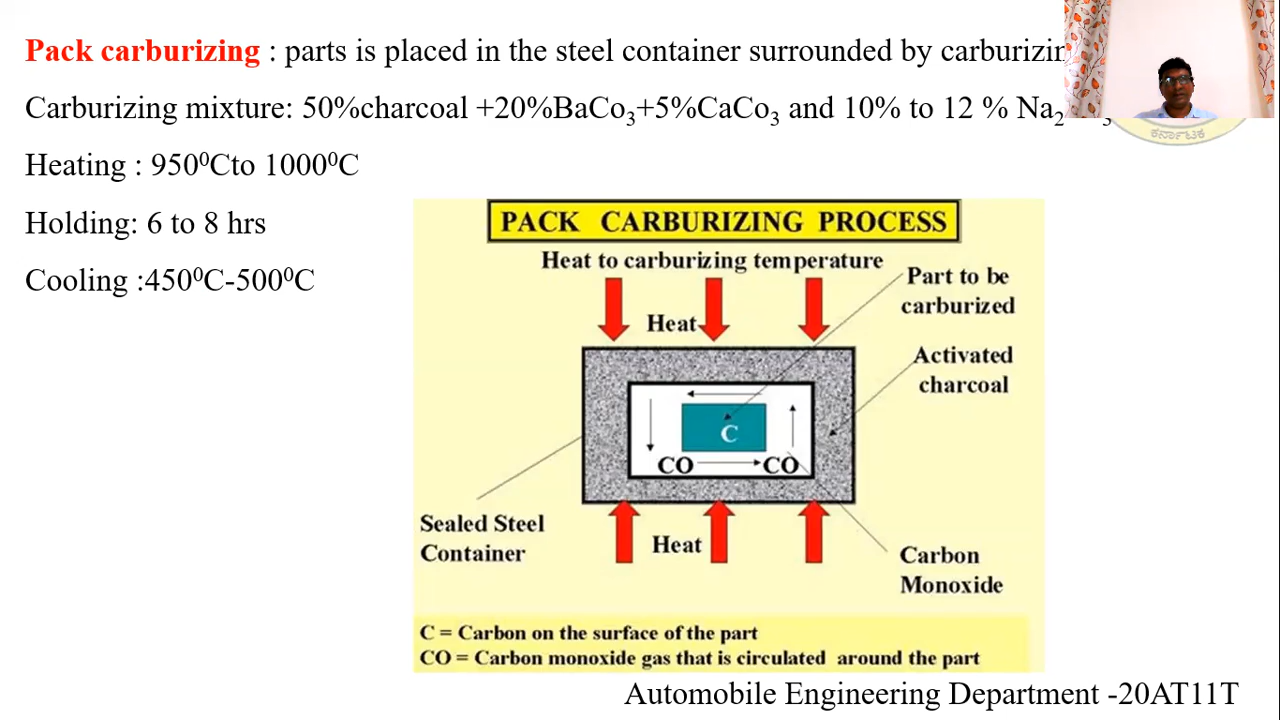 Pack carburizing : parts is placed in the steel container surrounded by
Carburizing mixture: 50%charcoal +20%BaCo3+5%CaCo3 and 10% to 12 %
ಕರ್ನಾಟಕ
Heating : 950⁰Cto 1000⁰C
Holding: 6 to 8 hrs
Cooling :450⁰C-500⁰C
PACK CARBURIZING PROCESS
Heat to carburizing temperature
Part to be
carburized
Heat
Activated
charcoal
C
CO
CO
Sealed Steel
Container
Heat
Carbon
Monoxide
C = Carbon on the surface of the part
CO = Carbon monoxide gas that is circulated around the part
Automobile Engineering Department -20AT11T